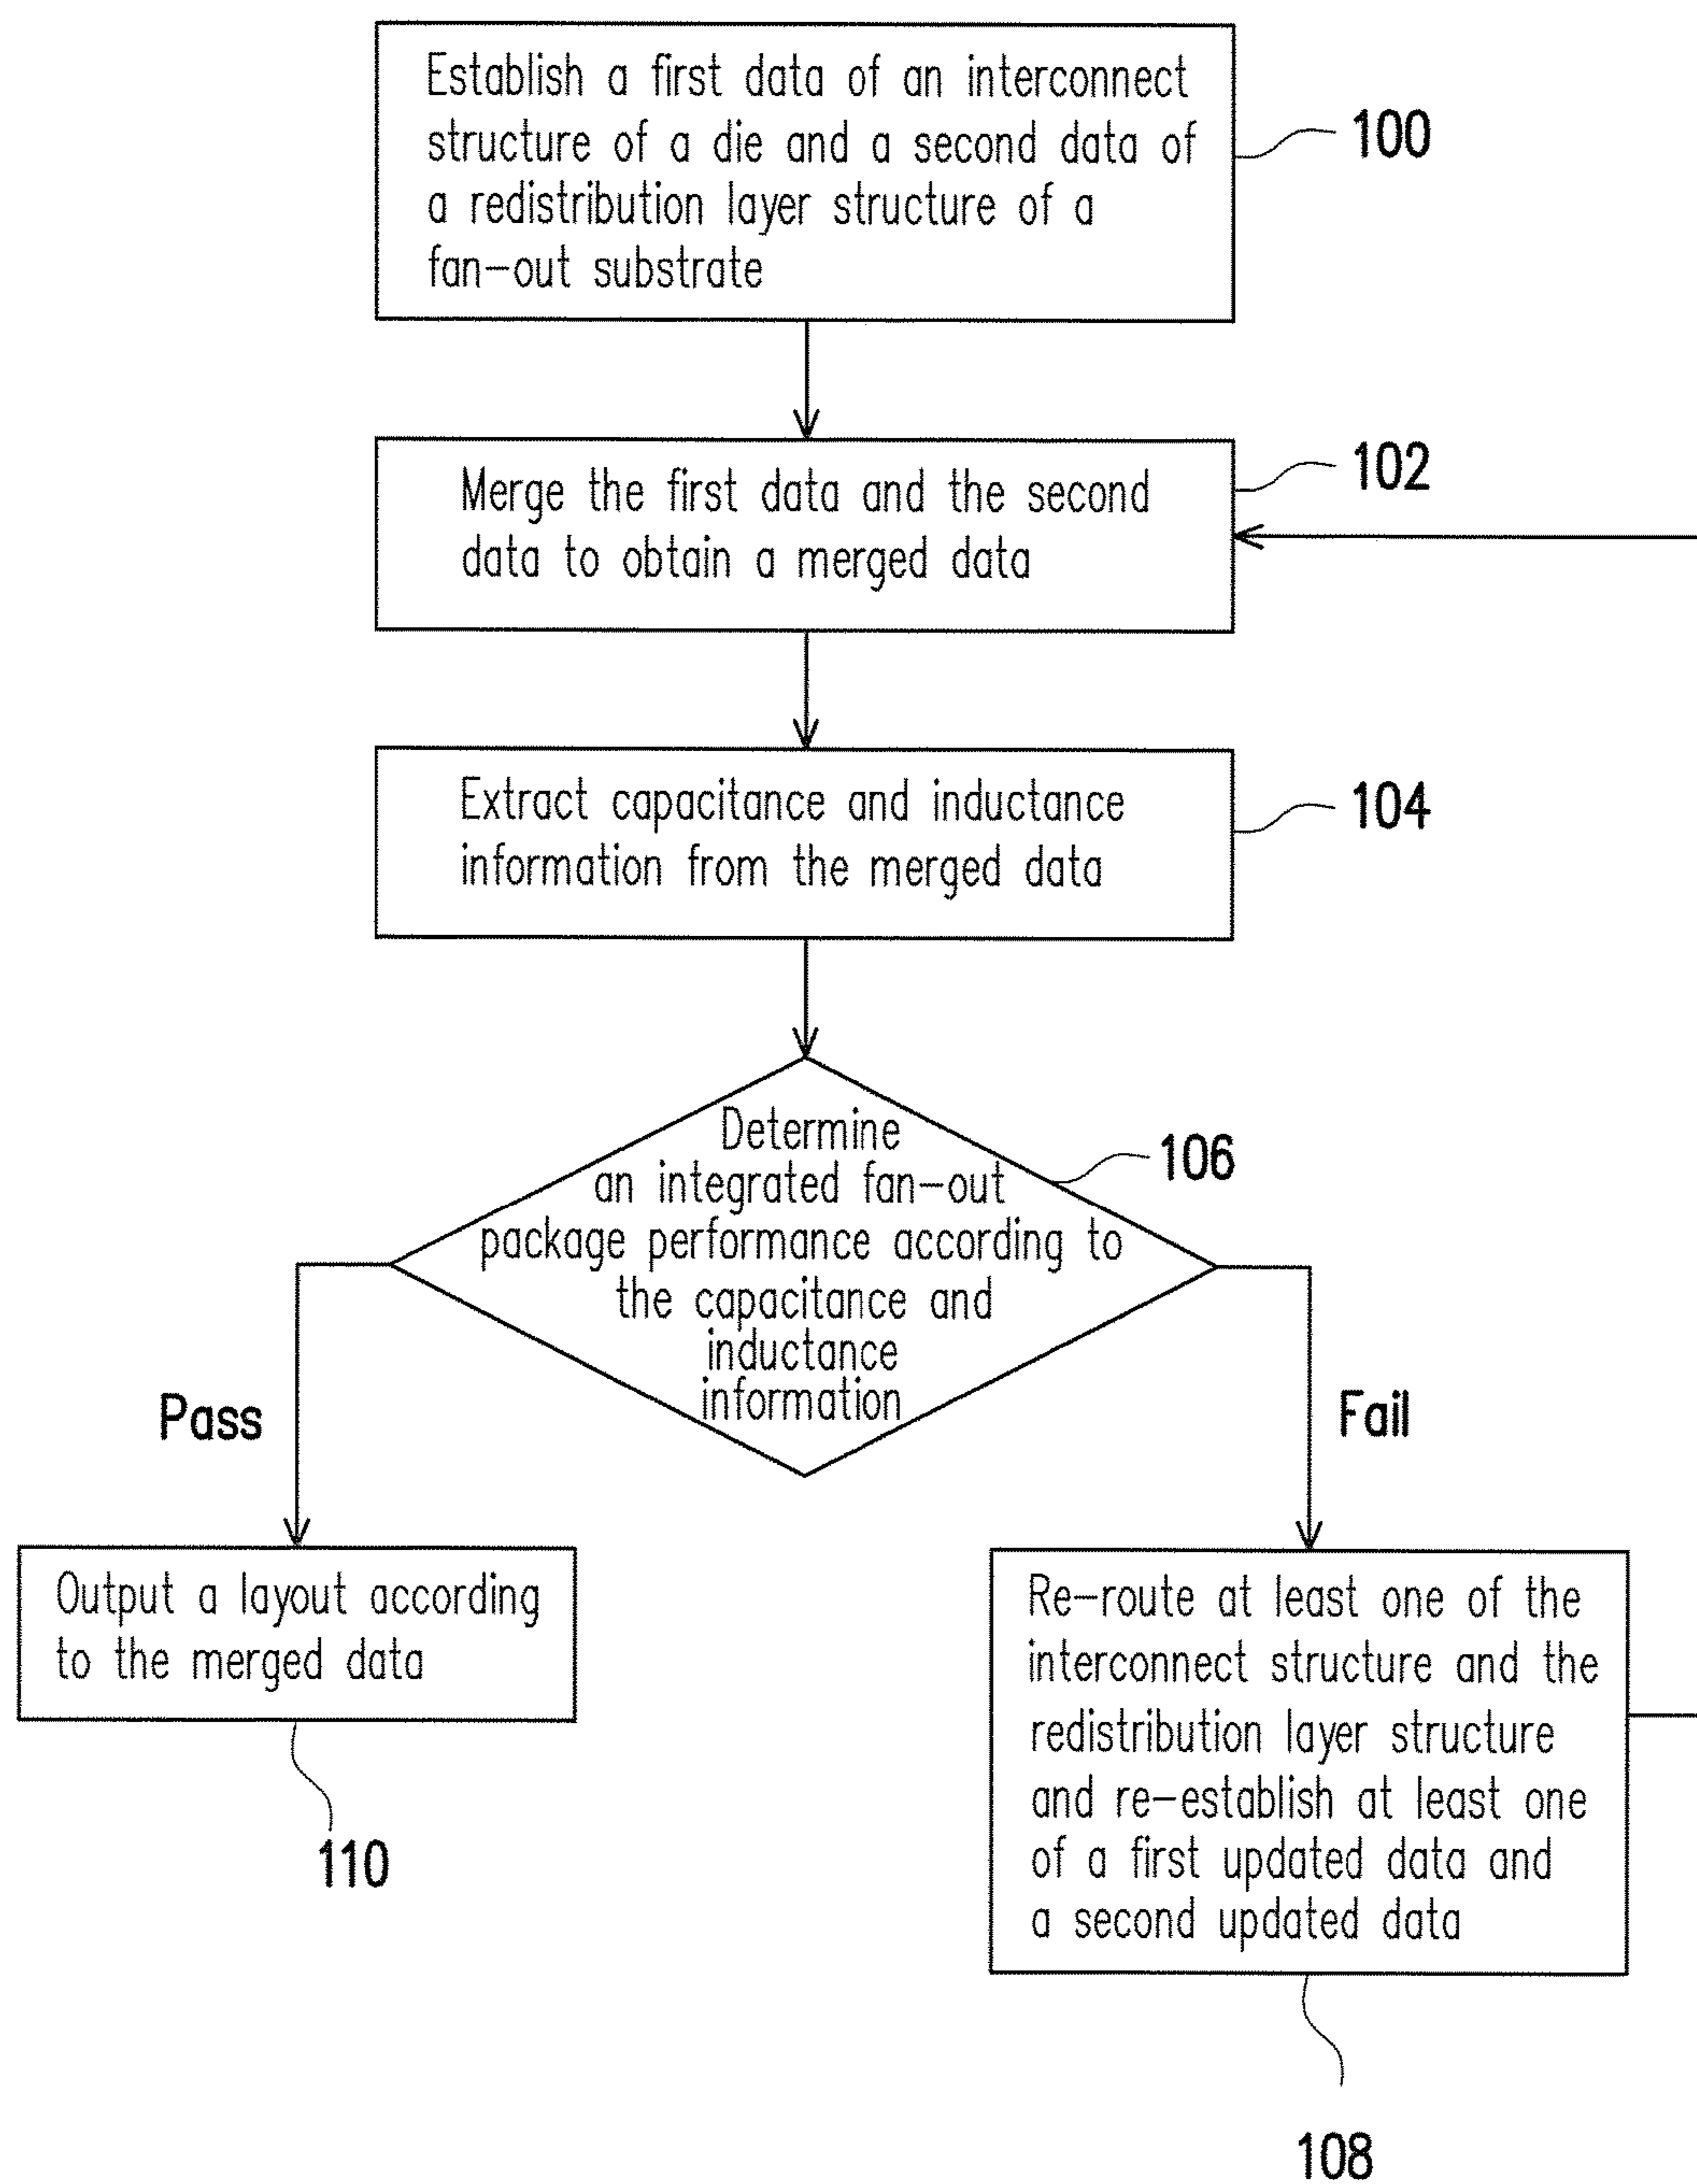 Establish a first data of an interconnect
structure of a die and a second data of
a redistribution layer structure of a
fan-out substrate
100
Merge the first data and the second
data to obtain a merged data
102
Extract capacitance and inductance
information from the merged data
104
Determine
an integrated fan-out
package performance according to
the capacitance and
inductance
information
106
Pass
Fail
Output a layout according
to the merged data
110
Re-route at least one of the
interconnect structure and the
redistribution layer structure
and re-establish at least one
of a first updated data and
a second updated data
108